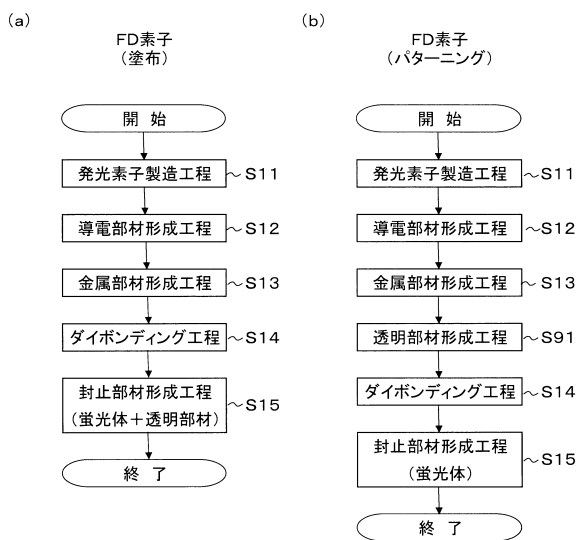 (a)
FD素子
(塗布)
開始
発光素子製造工程 ～S11
導電部材形成工程 ～S12
金属部材形成工程 ～S13
ダイボンディング工程 ～S14
封止部材形成工程
(蛍光体＋透明部材) ～S15
終了
(b)
FD素子
(パターニング)
開始
発光素子製造工程 ～S11
導電部材形成工程 ～S12
金属部材形成工程 ～S13
透明部材形成工程 ～S91
ダイボンディング工程 ～S14
封止部材形成工程
(蛍光体) ～S15
終了